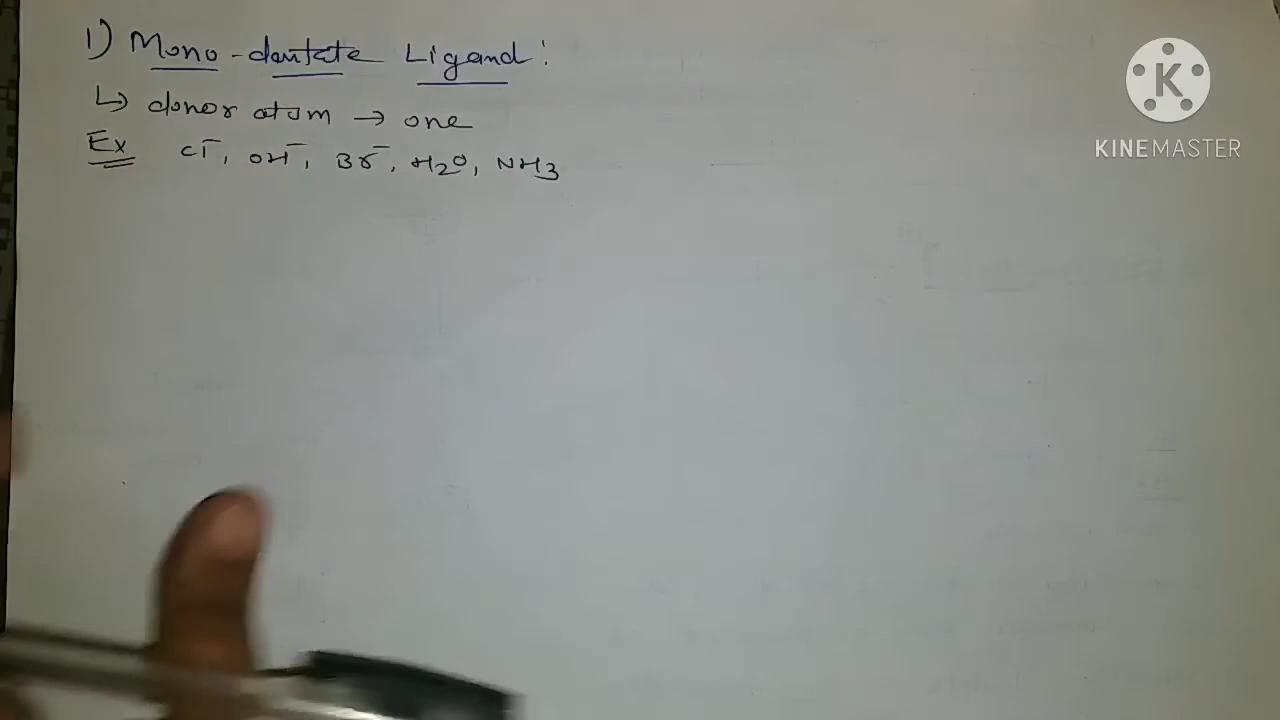 1) Mono-dentate Ligand:
↳ donor atom → one
Ex Cl⁻, OH⁻, Br⁻, H₂O, NH₃
K
KINEMASTER